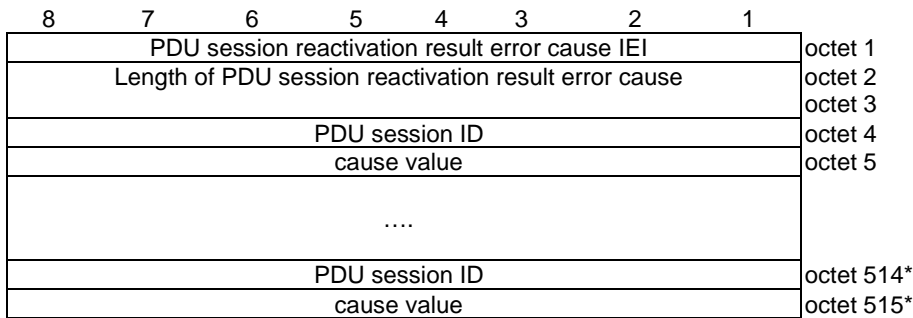 8 7 6 5 4 3 2 1
PDU session reactivation result error cause IEI octet 1
Length of PDU session reactivation result error cause octet 2
octet 3
PDU session ID octet 4
cause value octet 5
….
PDU session ID octet 514*
cause value octet 515*